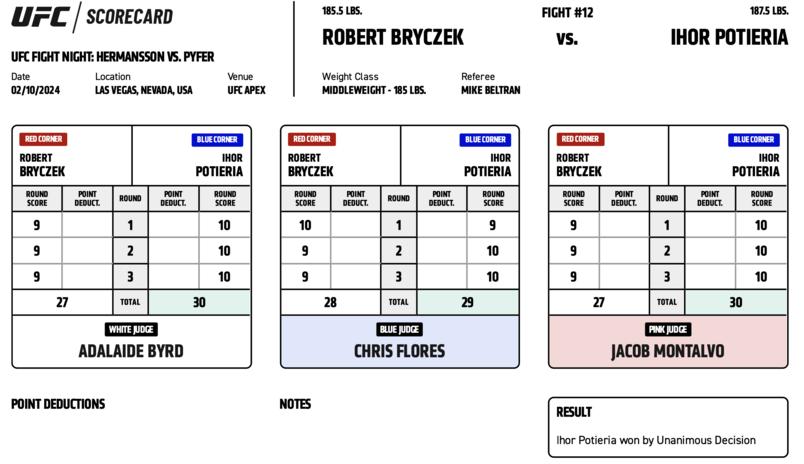 UFC / SCORECARD
UFC FIGHT NIGHT: HERMANSSON VS. PYFER
Date Location Venue
02/10/2024 LAS VEGAS, NEVADA, USA UFC APEX
185.5 LBS. FIGHT #12 187.5 LBS.
ROBERT BRYCZEK vs. IHOR POTIERIA
Weight Class Referee
MIDDLEWEIGHT - 185 LBS. MIKE BELTRAN
RED CORNER BLUE CORNER
ROBERT IHOR
BRYCZEK POTIERIA
ROUND SCORE POINT DEDUCT. ROUND POINT DEDUCT. ROUND SCORE
9 1 10
9 2 10
9 3 10
27 TOTAL 30
WHITE JUDGE
ADALAIDE BYRD
RED CORNER BLUE CORNER
ROBERT IHOR
BRYCZEK POTIERIA
ROUND SCORE POINT DEDUCT. ROUND POINT DEDUCT. ROUND SCORE
10 1 9
9 2 10
9 3 10
28 TOTAL 29
BLUE JUDGE
CHRIS FLORES
RED CORNER BLUE CORNER
ROBERT IHOR
BRYCZEK POTIERIA
ROUND SCORE POINT DEDUCT. ROUND POINT DEDUCT. ROUND SCORE
9 1 10
9 2 10
9 3 10
27 TOTAL 30
PINK JUDGE
JACOB MONTALVO
POINT DEDUCTIONS
NOTES
RESULT
Ihor Potieria won by Unanimous Decision